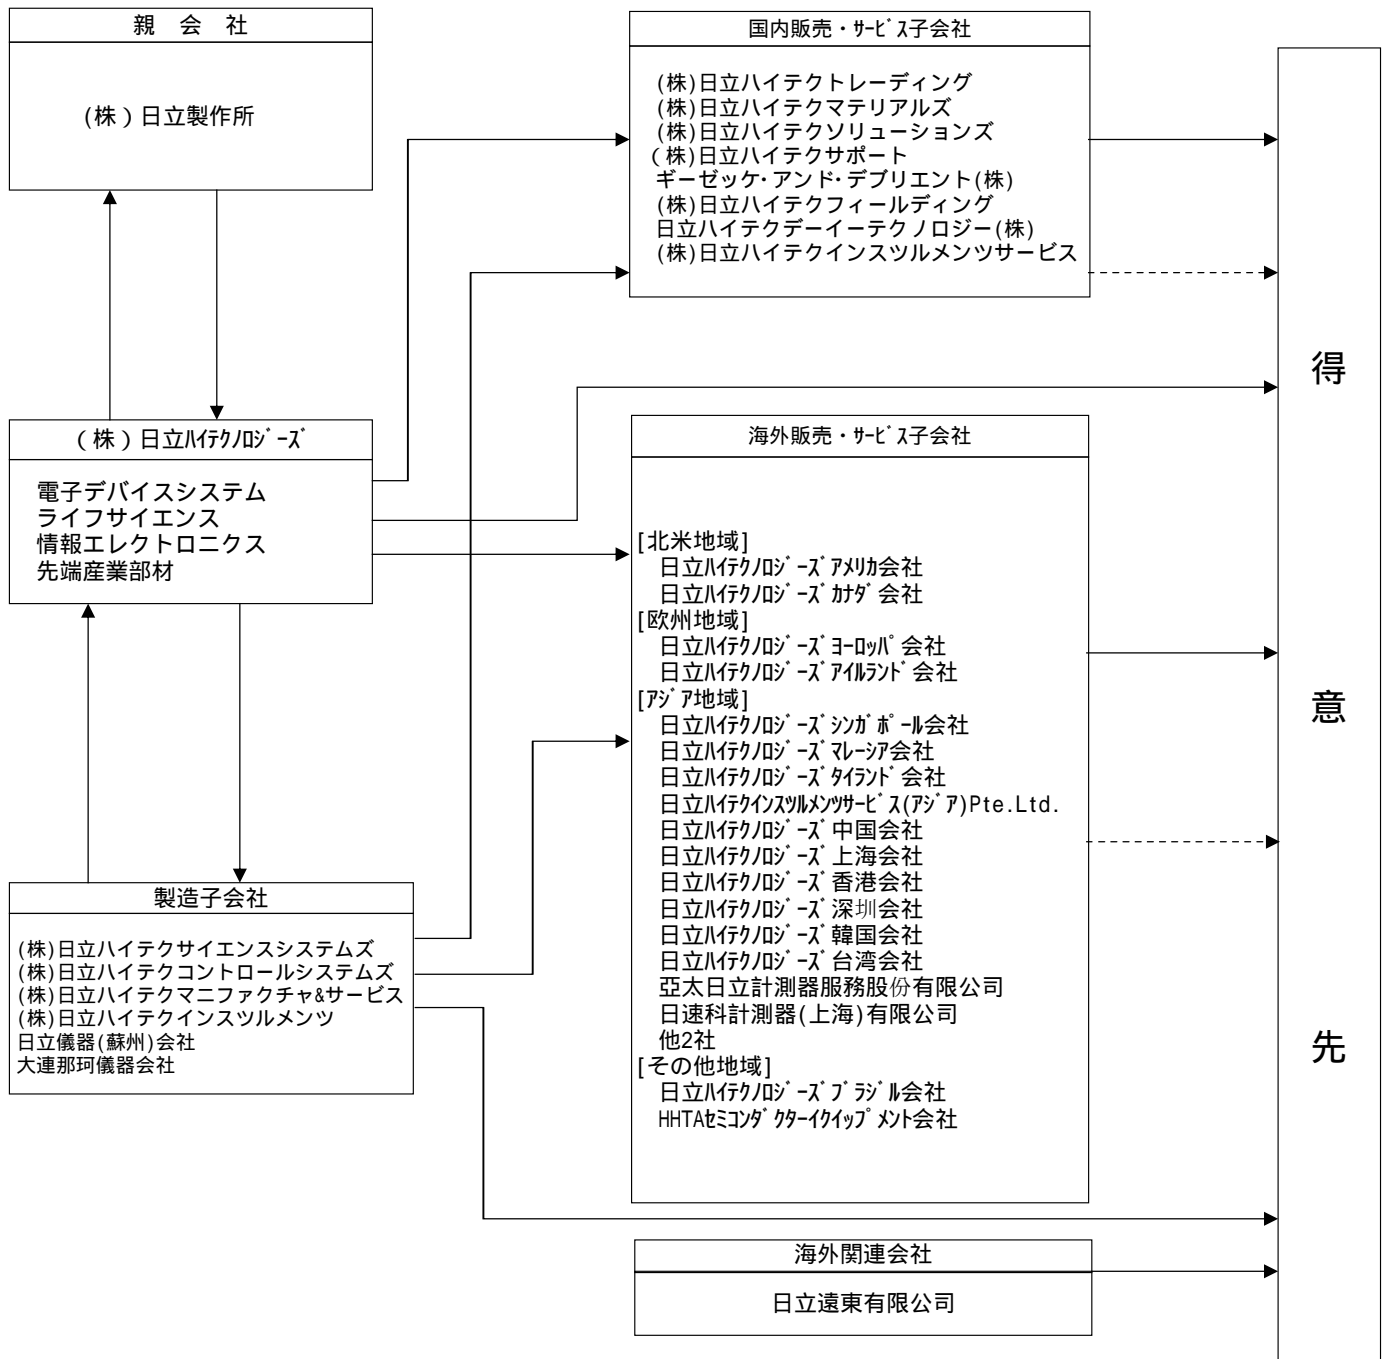 親　会　社
(株)日立製作所
(株)日立ﾊｲﾃｸﾉﾛｼﾞｰｽﾞ
電子デバイスシステム
ライフサイエンス
情報エレクトロニクス
先端産業部材
製造子会社
(株)日立ハイテクサイエンスシステムズ
(株)日立ハイテクコントロールシステムズ
(株)日立ハイテクマニファクチャ&サービス
(株)日立ハイテクインスツルメンツ
日立儀器(蘇州)会社
大連那珂儀器会社
国内販売・ｻｰﾋﾞｽ子会社
(株)日立ハイテクトレーディング
(株)日立ハイテクマテリアルズ
(株)日立ハイテクソリューションズ
(株)日立ハイテクサポート
ギーゼッケ・アンド・デブリエント(株)
(株)日立ハイテクフィールディング
日立ハイテクデーイーテクノロジー(株)
(株)日立ハイテクインスツルメンツサービス
海外販売・ｻｰﾋﾞｽ子会社
[北米地域]
日立ﾊｲﾃｸﾉﾛｼﾞｰｽﾞｱﾒﾘｶ会社
日立ﾊｲﾃｸﾉﾛｼﾞｰｽﾞｶﾅﾀﾞ会社
[欧州地域]
日立ﾊｲﾃｸﾉﾛｼﾞｰｽﾞﾖｰﾛｯﾊﾟ会社
日立ﾊｲﾃｸﾉﾛｼﾞｰｽﾞｱｲﾙﾗﾝﾄﾞ会社
[ｱｼﾞｱ地域]
日立ﾊｲﾃｸﾉﾛｼﾞｰｽﾞｼﾝｶﾞﾎﾟｰﾙ会社
日立ﾊｲﾃｸﾉﾛｼﾞｰｽﾞﾏﾚｰｼｱ会社
日立ﾊｲﾃｸﾉﾛｼﾞｰｽﾞﾀｲﾗﾝﾄﾞ会社
日立ﾊｲﾃｸｲﾝｽﾂﾙﾒﾝﾂｻｰﾋﾞｽ(ｱｼﾞｱ)Pte.Ltd.
日立ﾊｲﾃｸﾉﾛｼﾞｰｽﾞ中国会社
日立ﾊｲﾃｸﾉﾛｼﾞｰｽﾞ上海会社
日立ﾊｲﾃｸﾉﾛｼﾞｰｽﾞ香港会社
日立ﾊｲﾃｸﾉﾛｼﾞｰｽﾞ深圳会社
日立ﾊｲﾃｸﾉﾛｼﾞｰｽﾞ韓国会社
日立ﾊｲﾃｸﾉﾛｼﾞｰｽﾞ台湾会社
亞太日立計測器服務股份有限公司
日速科計測器(上海)有限公司
他2社
[その他地域]
日立ﾊｲﾃｸﾉﾛｼﾞｰｽﾞﾌﾞﾗｼﾞﾙ会社
HHTAｾﾐｺﾝﾀﾞｸﾀｰｲｸｲｯﾌﾟﾒﾝﾄ会社
海外関連会社
日立遠東有限公司
得意先